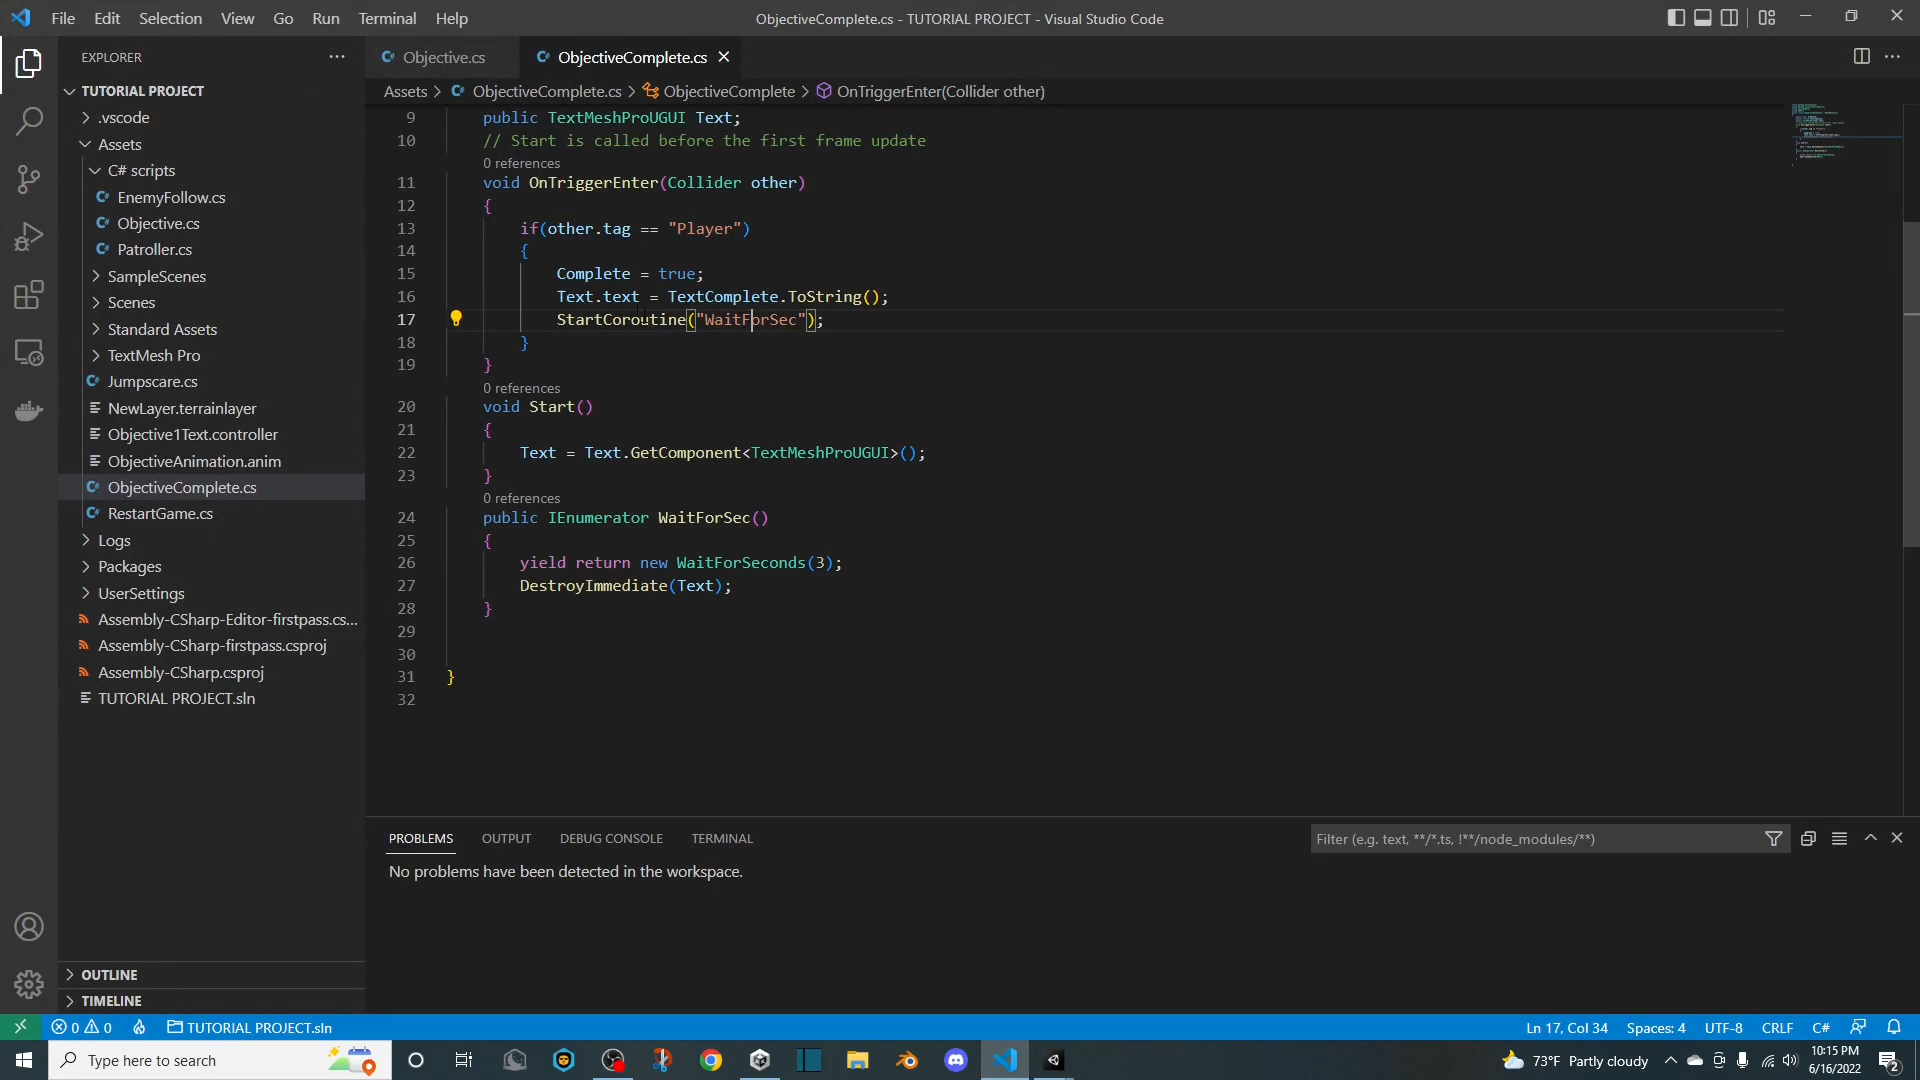 File Edit Selection View Go Run Terminal Help
ObjectiveComplete.cs - TUTORIAL PROJECT - Visual Studio Code
EXPLORER
TUTORIAL PROJECT
.vscode
Assets
C# scripts
EnemyFollow.cs
Objective.cs
Patroller.cs
SampleScenes
Scenes
Standard Assets
TextMesh Pro
Jumpscare.cs
NewLayer.terrainlayer
Objective1Text.controller
ObjectiveAnimation.anim
ObjectiveComplete.cs
RestartGame.cs
Logs
Packages
UserSettings
Assembly-CSharp-Editor-firstpass.cs...
Assembly-CSharp-firstpass.csproj
Assembly-CSharp.csproj
TUTORIAL PROJECT.sln
OUTLINE
TIMELINE
Objective.cs ObjectiveComplete.cs
Assets > ObjectiveComplete.cs > ObjectiveComplete > OnTriggerEnter(Collider other)
9 public TextMeshProUGUI Text;
10 // Start is called before the first frame update
0 references
11 void OnTriggerEnter(Collider other)
12 {
13 if(other.tag == "Player")
14 {
15 Complete = true;
16 Text.text = TextComplete.ToString();
17 StartCoroutine("WaitForSec");
18 }
19 }
0 references
20 void Start()
21 {
22 Text = Text.GetComponent<TextMeshProUGUI>();
23 }
0 references
24 public IEnumerator WaitForSec()
25 {
26 yield return new WaitForSeconds(3);
27 DestroyImmediate(Text);
28 }
29
30
31 }
32
PROBLEMS OUTPUT DEBUG CONSOLE TERMINAL
Filter (e.g. text, **/*.ts, !**/node_modules/**)
No problems have been detected in the workspace.
0 0 TUTORIAL PROJECT.sln
Ln 17, Col 34 Spaces: 4 UTF-8 CRLF C#
Type here to search
73°F Partly cloudy
10:15 PM
6/16/2022
2